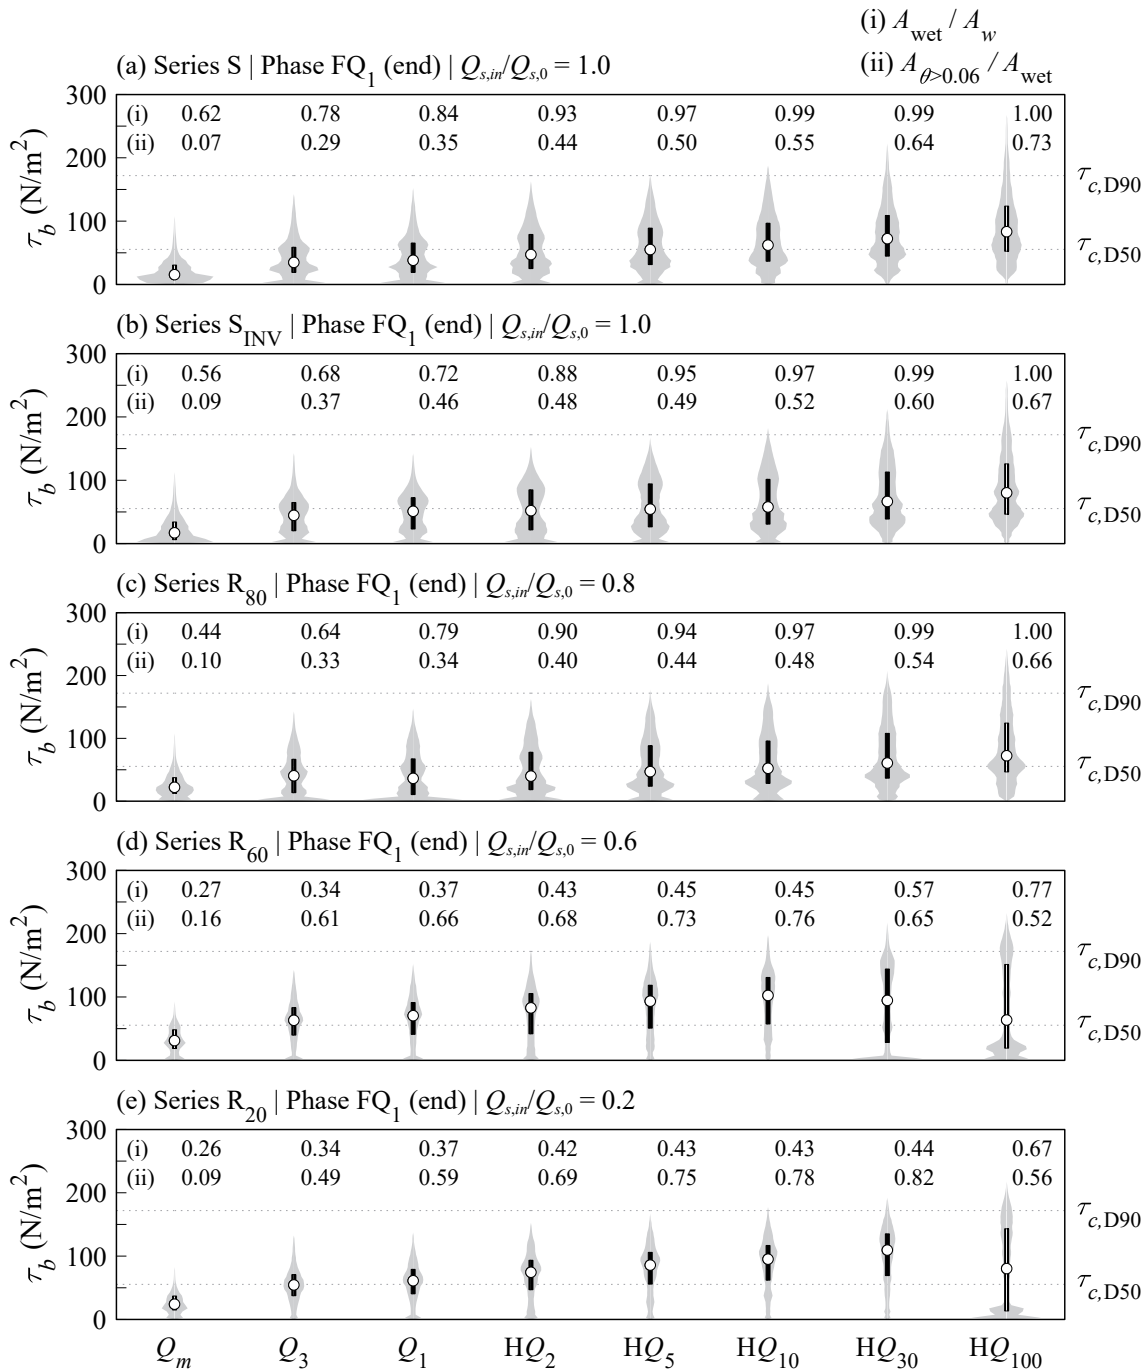 (i) A_wet / A_w
(a) Series S | Phase FQ_1 (end) | Q_s,in/Q_s,0 = 1.0
(ii) A_θ>0.06 / A_wet
300
(i) 0.62 0.78 0.84 0.93 0.97 0.99 0.99 1.00
(ii) 0.07 0.29 0.35 0.44 0.50 0.55 0.64 0.73
200
τ_c,D90
τ_b (N/m²)
100
τ_c,D50
0
(b) Series S_INV | Phase FQ_1 (end) | Q_s,in/Q_s,0 = 1.0
300
(i) 0.56 0.68 0.72 0.88 0.95 0.97 0.99 1.00
(ii) 0.09 0.37 0.46 0.48 0.49 0.52 0.60 0.67
200
τ_c,D90
τ_b (N/m²)
100
τ_c,D50
0
(c) Series R_80 | Phase FQ_1 (end) | Q_s,in/Q_s,0 = 0.8
300
(i) 0.44 0.64 0.79 0.90 0.94 0.97 0.99 1.00
(ii) 0.10 0.33 0.34 0.40 0.44 0.48 0.54 0.66
200
τ_c,D90
τ_b (N/m²)
100
τ_c,D50
0
(d) Series R_60 | Phase FQ_1 (end) | Q_s,in/Q_s,0 = 0.6
300
(i) 0.27 0.34 0.37 0.43 0.45 0.45 0.57 0.77
(ii) 0.16 0.61 0.66 0.68 0.73 0.76 0.65 0.52
200
τ_c,D90
τ_b (N/m²)
100
τ_c,D50
0
(e) Series R_20 | Phase FQ_1 (end) | Q_s,in/Q_s,0 = 0.2
300
(i) 0.26 0.34 0.37 0.42 0.43 0.43 0.44 0.67
(ii) 0.09 0.49 0.59 0.69 0.75 0.78 0.82 0.56
200
τ_c,D90
τ_b (N/m²)
100
τ_c,D50
0
Q_m Q_3 Q_1 HQ_2 HQ_5 HQ_10 HQ_30 HQ_100